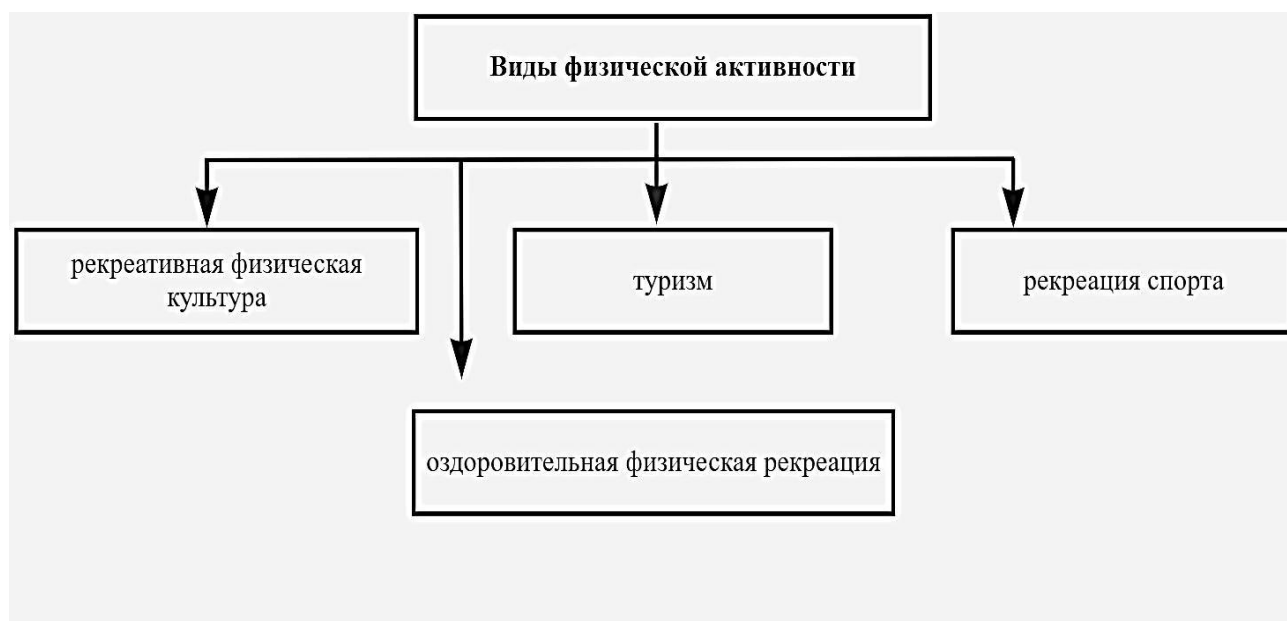 Виды физической активности
рекреативная физическая
культура
туризм
рекреация спорта
оздоровительная физическая рекреация